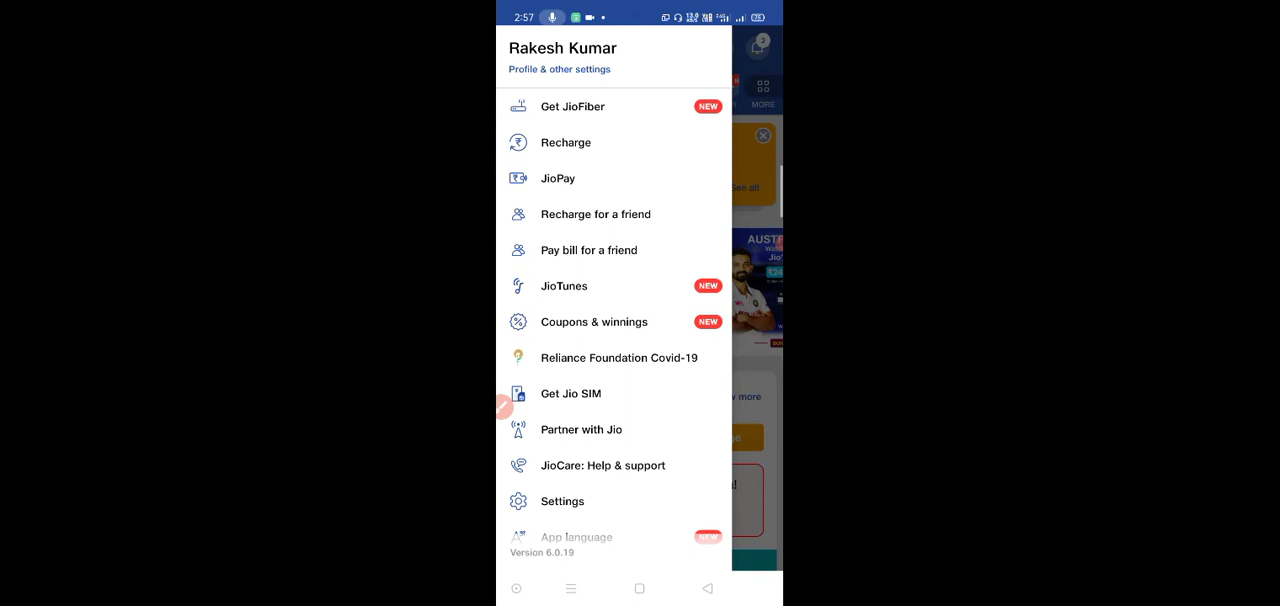 2:57
2
Rakesh Kumar
Profile & other settings
MORE
Get JioFiber NEW
Recharge
JioPay
See all
Recharge for a friend
Pay bill for a friend
JioTunes NEW
Coupons & winnings NEW
Reliance Foundation Covid-19
Get Jio SIM
Partner with Jio
JioCare: Help & support
Settings
App language NEW
Version 6.0.19